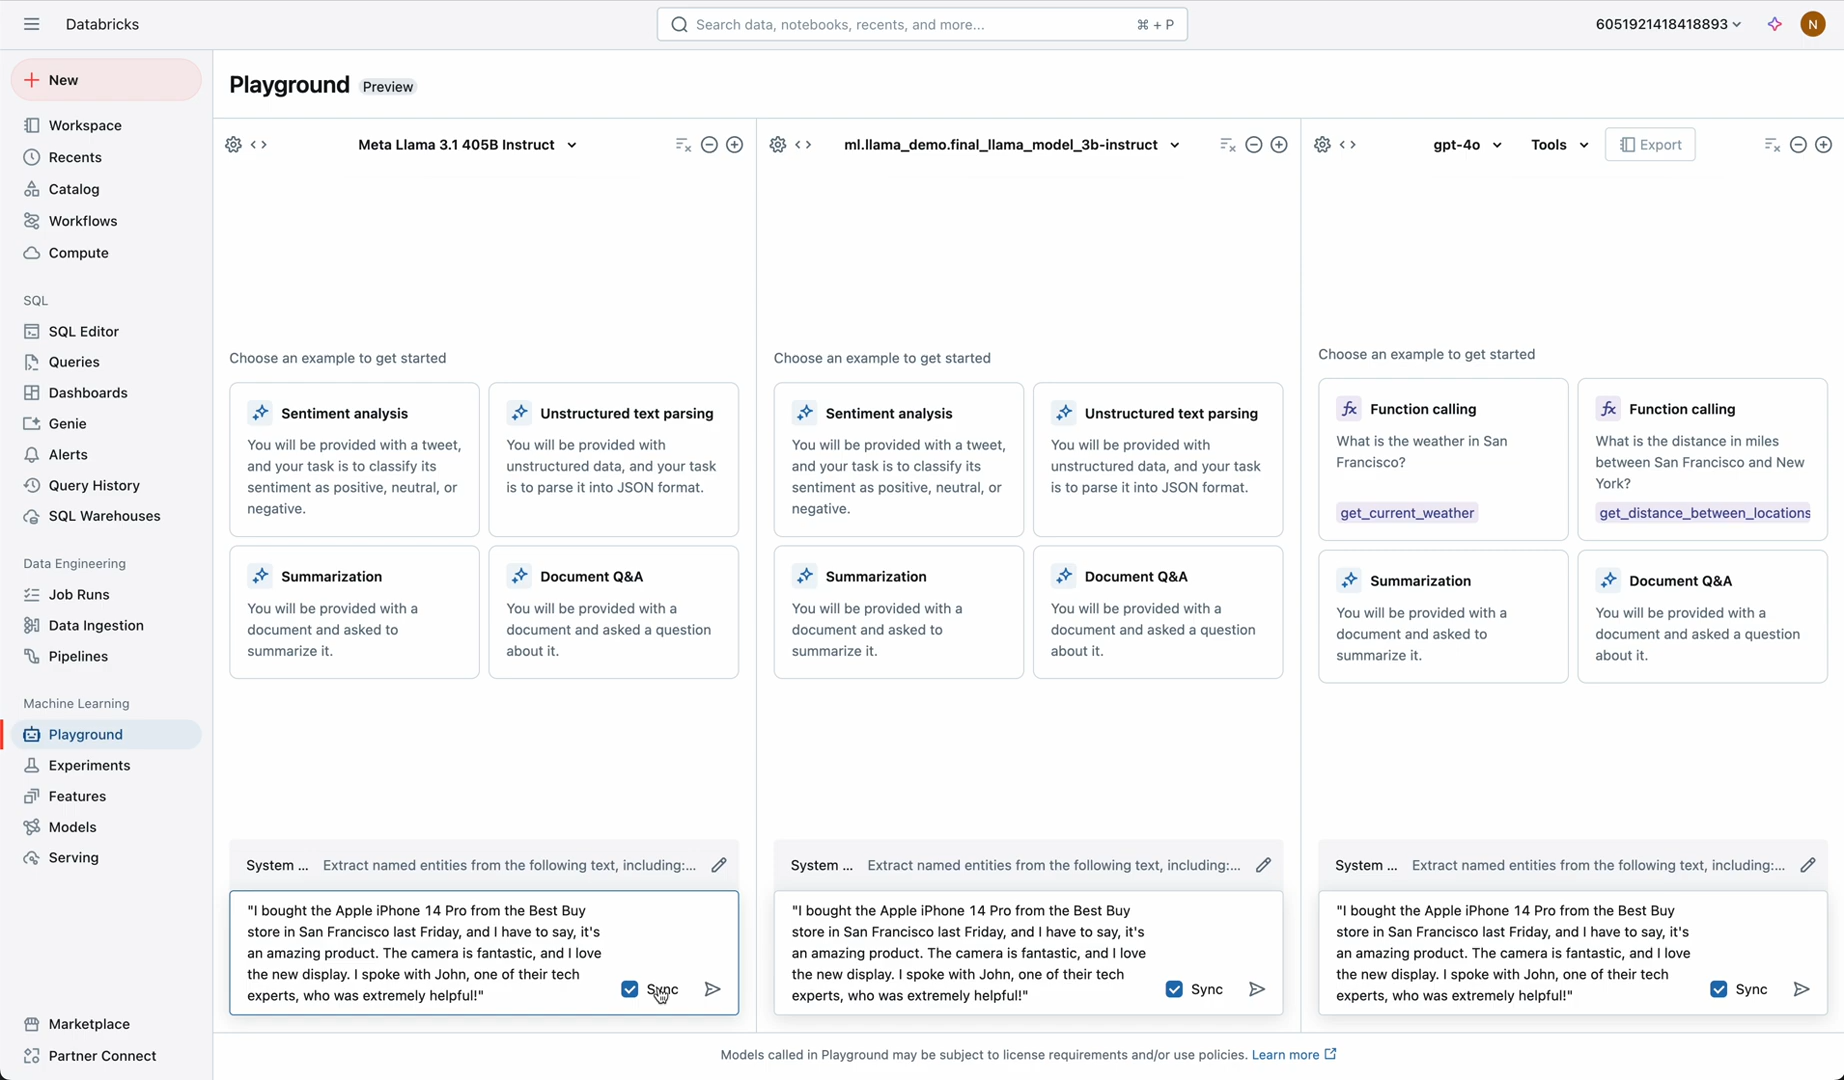 Databricks
Search data, notebooks, recents, and more...
⌘ + P
6051921418418893
N
New
Workspace
Recents
Catalog
Workflows
Compute
SQL
SQL Editor
Queries
Dashboards
Genie
Alerts
Query History
SQL Warehouses
Data Engineering
Job Runs
Data Ingestion
Pipelines
Machine Learning
Playground
Experiments
Features
Models
Serving
Marketplace
Partner Connect
Playground Preview
Meta Llama 3.1 405B Instruct
Choose an example to get started
Sentiment analysis
You will be provided with a tweet,
and your task is to classify its
sentiment as positive, neutral, or
negative.
Unstructured text parsing
You will be provided with
unstructured data, and your task
is to parse it into JSON format.
Summarization
You will be provided with a
document and asked to
summarize it.
Document Q&A
You will be provided with a
document and asked a question
about it.
System ... Extract named entities from the following text, including:...
"I bought the Apple iPhone 14 Pro from the Best Buy
store in San Francisco last Friday, and I have to say, it's
an amazing product. The camera is fantastic, and I love
the new display. I spoke with John, one of their tech
experts, who was extremely helpful!"
Sync
ml.llama_demo.final_llama_model_3b-instruct
Choose an example to get started
Sentiment analysis
You will be provided with a tweet,
and your task is to classify its
sentiment as positive, neutral, or
negative.
Unstructured text parsing
You will be provided with
unstructured data, and your task
is to parse it into JSON format.
Summarization
You will be provided with a
document and asked to
summarize it.
Document Q&A
You will be provided with a
document and asked a question
about it.
System ... Extract named entities from the following text, including:...
"I bought the Apple iPhone 14 Pro from the Best Buy
store in San Francisco last Friday, and I have to say, it's
an amazing product. The camera is fantastic, and I love
the new display. I spoke with John, one of their tech
experts, who was extremely helpful!"
Sync
gpt-4o
Tools
Export
Choose an example to get started
fx Function calling
What is the weather in San
Francisco?
get_current_weather
fx Function calling
What is the distance in miles
between San Francisco and New
York?
get_distance_between_locations
Summarization
You will be provided with a
document and asked to
summarize it.
Document Q&A
You will be provided with a
document and asked a question
about it.
System ... Extract named entities from the following text, including:...
"I bought the Apple iPhone 14 Pro from the Best Buy
store in San Francisco last Friday, and I have to say, it's
an amazing product. The camera is fantastic, and I love
the new display. I spoke with John, one of their tech
experts, who was extremely helpful!"
Sync
Models called in Playground may be subject to license requirements and/or use policies. Learn more